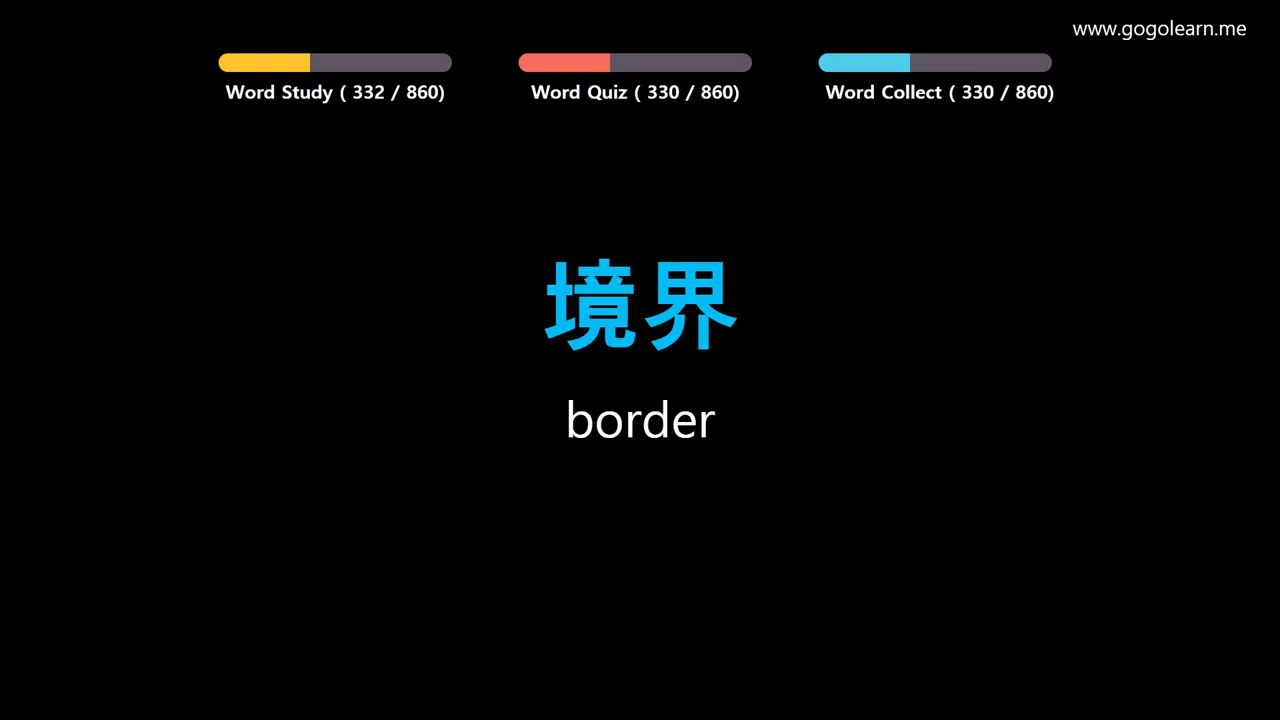 www.gogolearn.me
Word Study ( 332 / 860)
Word Quiz ( 330 / 860)
Word Collect ( 330 / 860)
境界
border